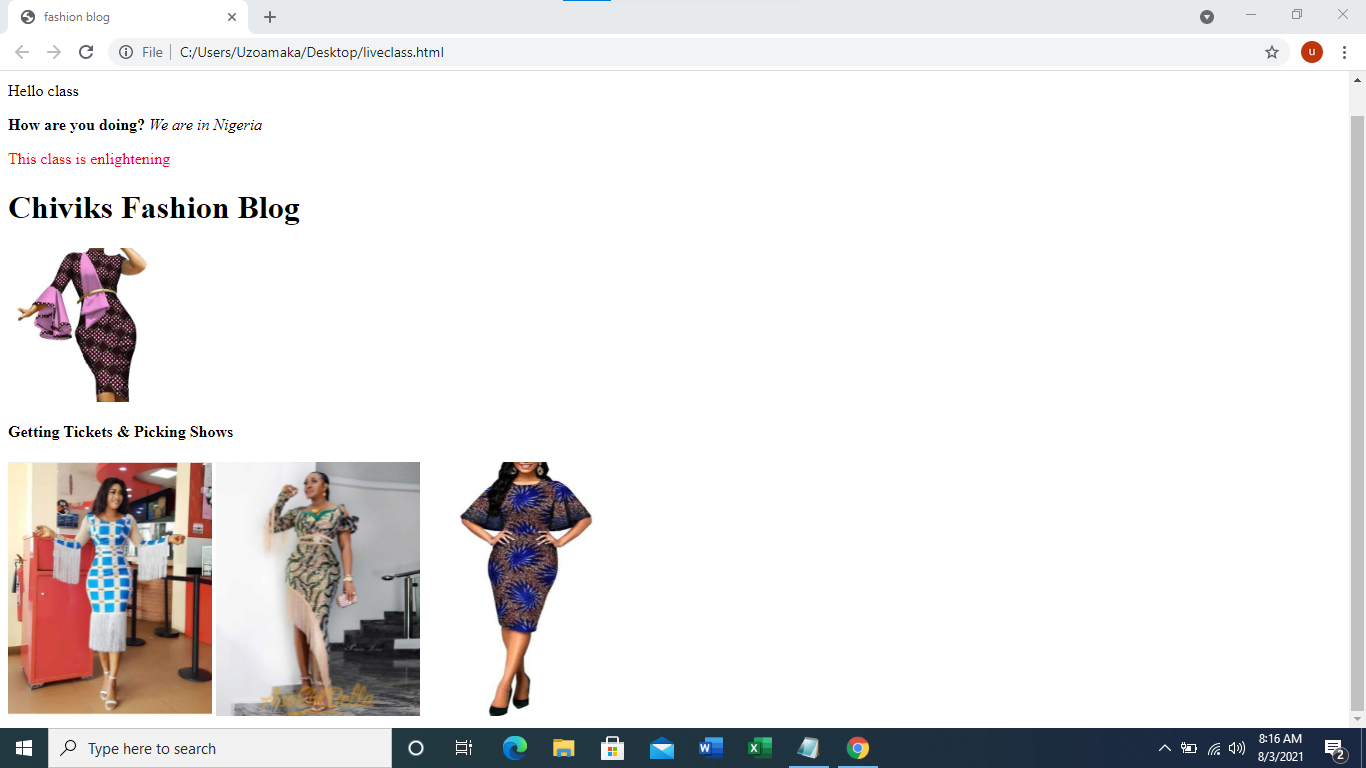 fashion blog
File
C:/Users/Uzoamaka/Desktop/liveclass.html
u
Hello class
How are you doing? We are in Nigeria
This class is enlightening
Chiviks Fashion Blog
Getting Tickets & Picking Shows
Type here to search
8:16 AM
8/3/2021
2